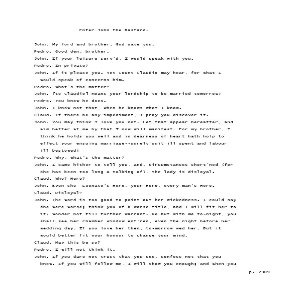 Enter John the Bastard.
John. My lord and brother, God save you.
Pedro. Good den, brother.
John. If your leisure serv'd, I would speak with you.
Pedro. In private?
John. If it please you. Yet Count Claudio may hear, for what I
would speak of concerns him.
Pedro. What's the matter?
John. [to Claudio] Means your lordship to be married tomorrow?
Pedro. You know he does.
John. I know not that, when he knows what I know.
Claud. If there be any impediment, I pray you discover it.
John. You may think I love you not. Let that appear hereafter, and
aim better at me by that I now will manifest. For my brother, I
think he holds you well and in dearness of heart hath holp to
effect your ensuing marriage--surely suit ill spent and labour
ill bestowed!
Pedro. Why, what's the matter?
John. I came hither to tell you, and, circumstances short'ned (for
she has been too long a-talking of), the lady is disloyal.
Claud. Who? Hero?
John. Even she--Leonato's Hero, your Hero, every man's Hero.
Claud. Disloyal?
John. The word is too good to paint out her wickedness. I could say
she were worse; think you of a worse title, and I will fit her to
it. Wonder not till further warrant. Go but with me to-night, you
shall see her chamber window ent'red, even the night before her
wedding day. If you love her then, to-morrow wed her. But it
would better fit your honour to change your mind.
Claud. May this be so?
Pedro. I will not think it.
John. If you dare not trust that you see, confess not that you
know. If you will follow me, I will show you enough; and when you